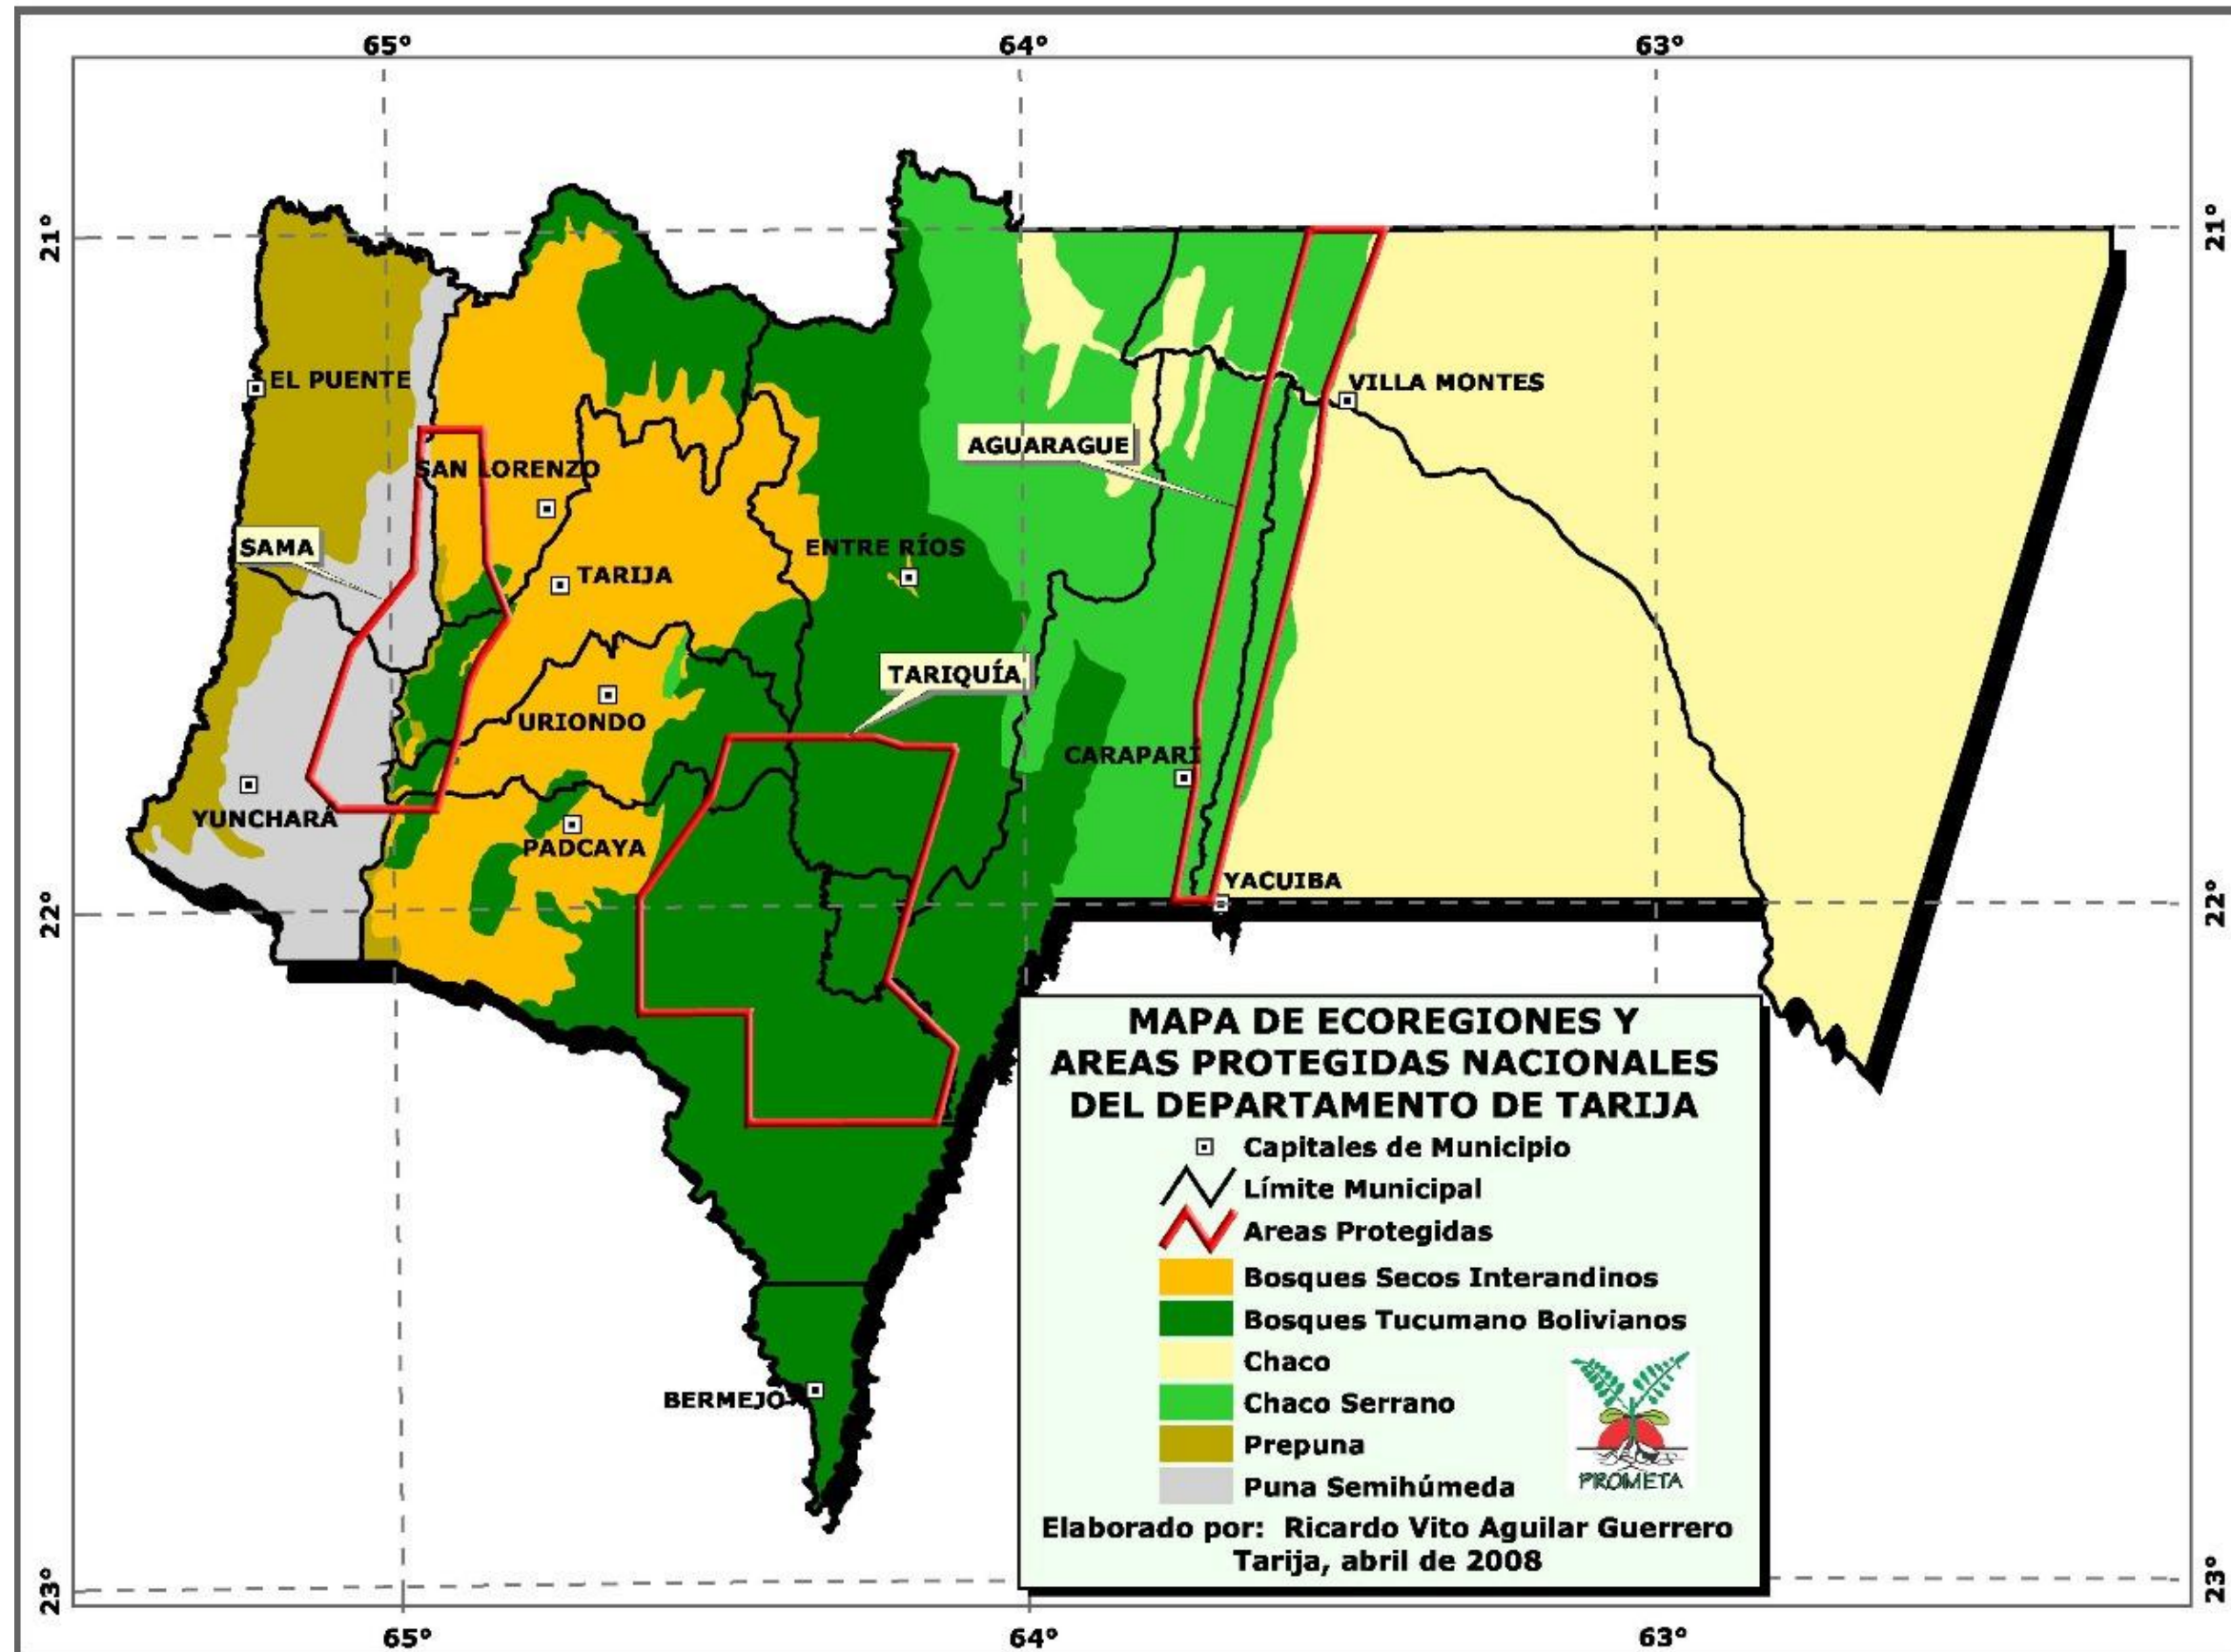 65°
64°
63°
21°
21°
EL PUENTE
VILLA MONTES
AGUARAGUE
SAN LORENZO
SAMA
ENTRE RÍOS
TARIJA
TARIQUÍA
URIONDO
CARAPARÍ
YUNCHARÁ
PADCAYA
YACUIBA
22°
22°
MAPA DE ECOREGIONES Y
AREAS PROTEGIDAS NACIONALES
DEL DEPARTAMENTO DE TARIJA
Capitales de Municipio
Límite Municipal
Areas Protegidas
Bosques Secos Interandinos
Bosques Tucumano Bolivianos
Chaco
Chaco Serrano
Prepuna
Puna Semihúmeda
PROMETA
Elaborado por: Ricardo Vito Aguilar Guerrero
Tarija, abril de 2008
BERMEJO
23°
23°
65°
64°
63°